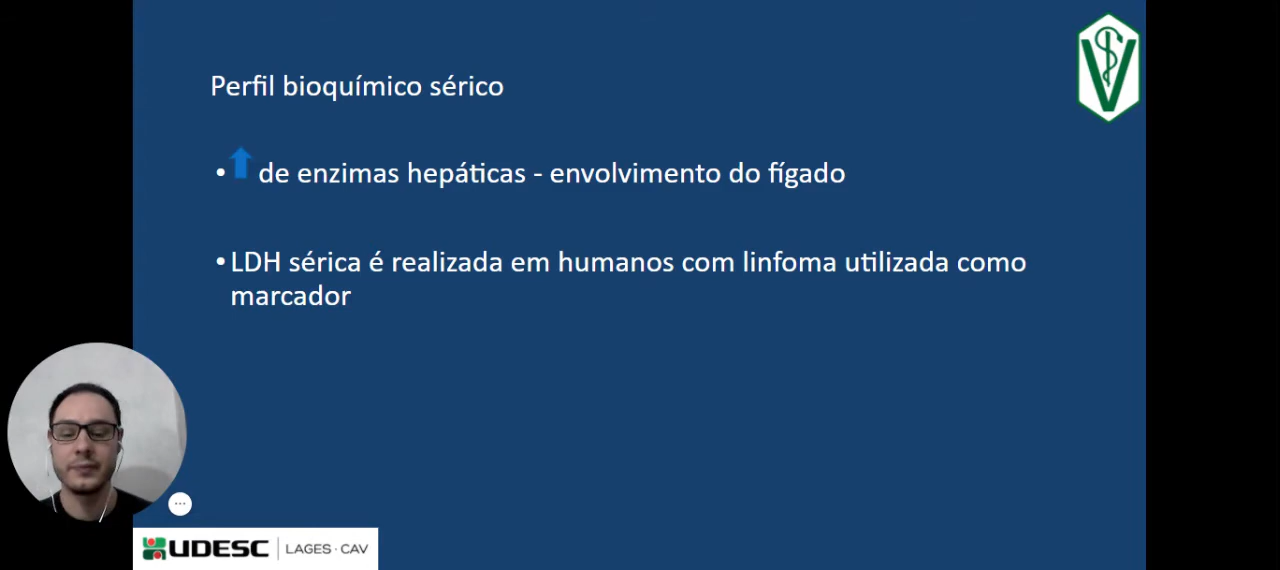 Perfil bioquímico sérico
• de enzimas hepáticas - envolvimento do fígado
• LDH sérica é realizada em humanos com linfoma utilizada como
marcador
UDESC | LAGES · CAV
V